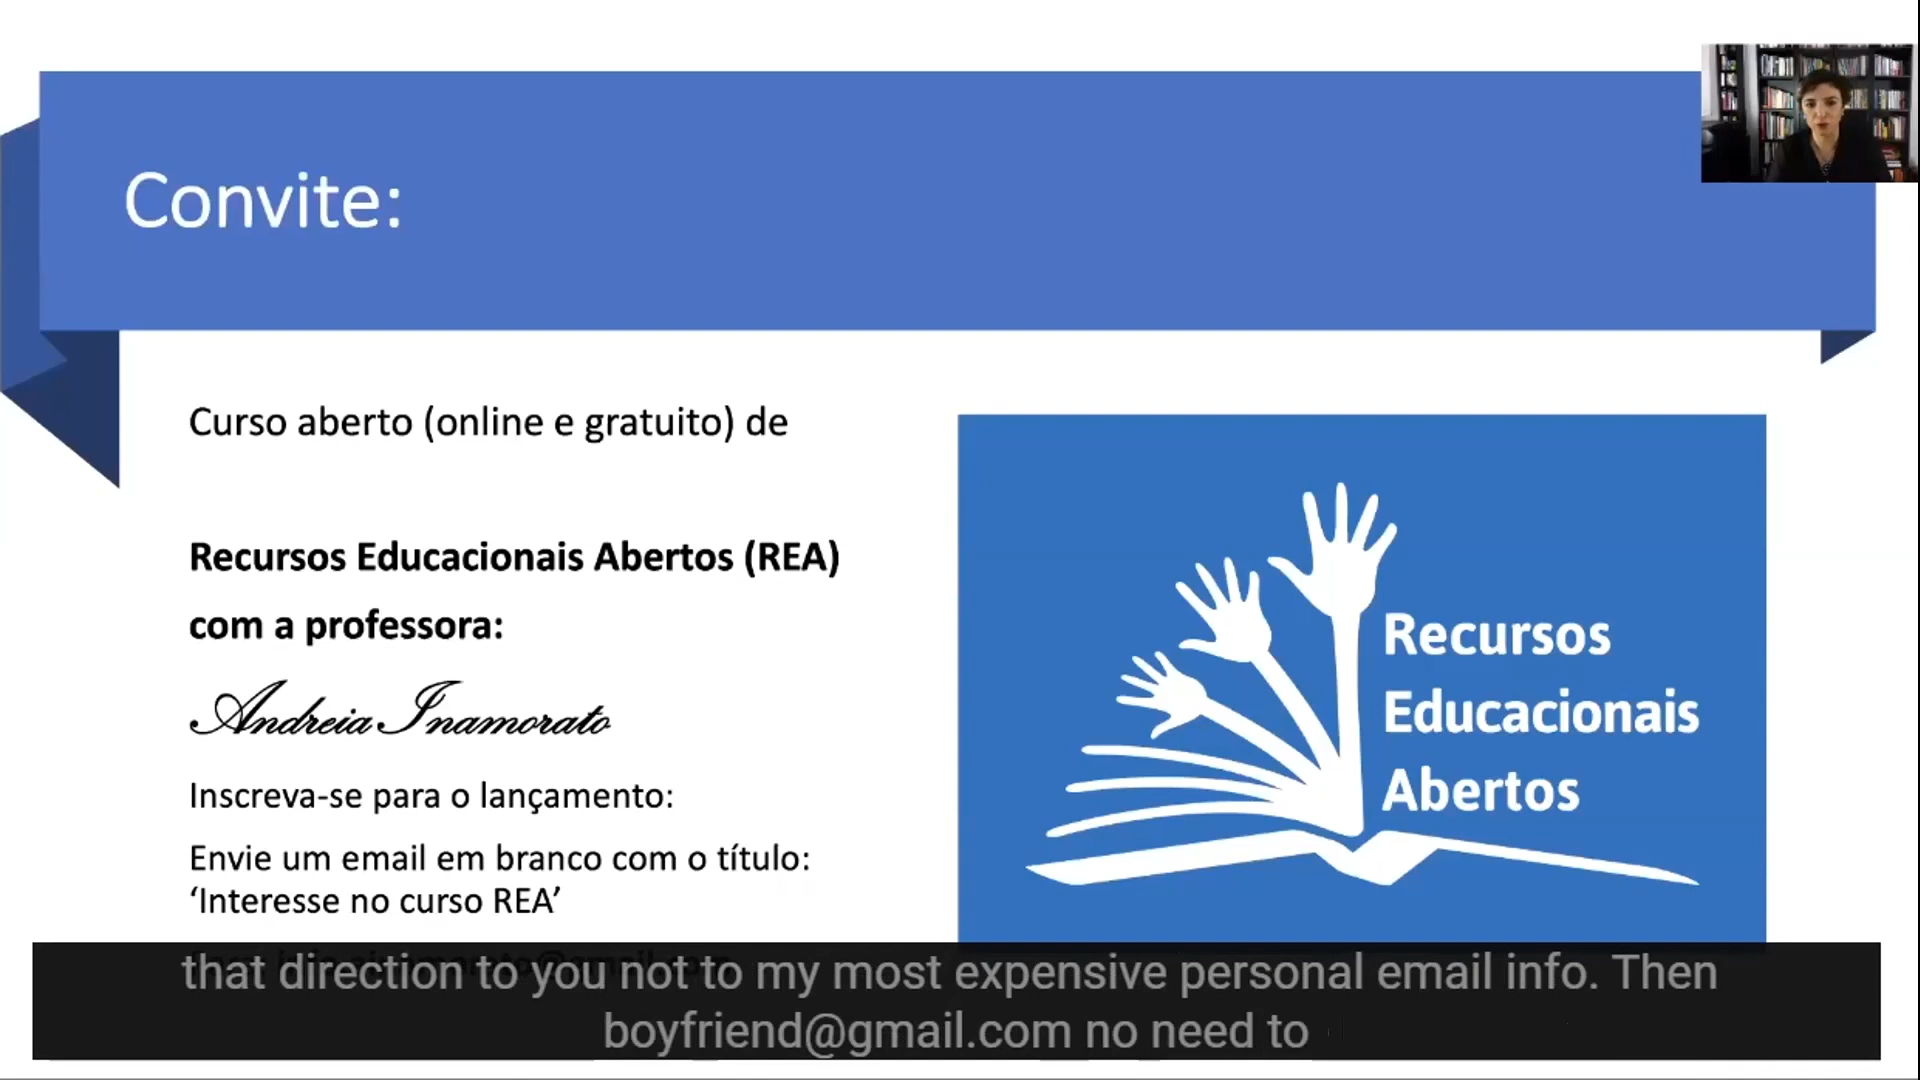 Convite:
Curso aberto (online e gratuito) de
Recursos Educacionais Abertos (REA)
com a professora:
Andreia Inamorato
Inscreva-se para o lançamento:
Envie um email em branco com o título:
‘Interesse no curso REA’
Recursos
Educacionais
Abertos
that direction to you not to my most expensive personal email info. Then
boyfriend@gmail.com no need to